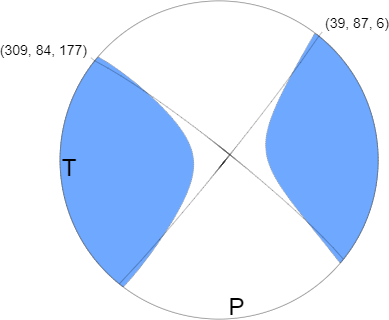 (39, 87, 6)
(309, 84, 177)
T
P